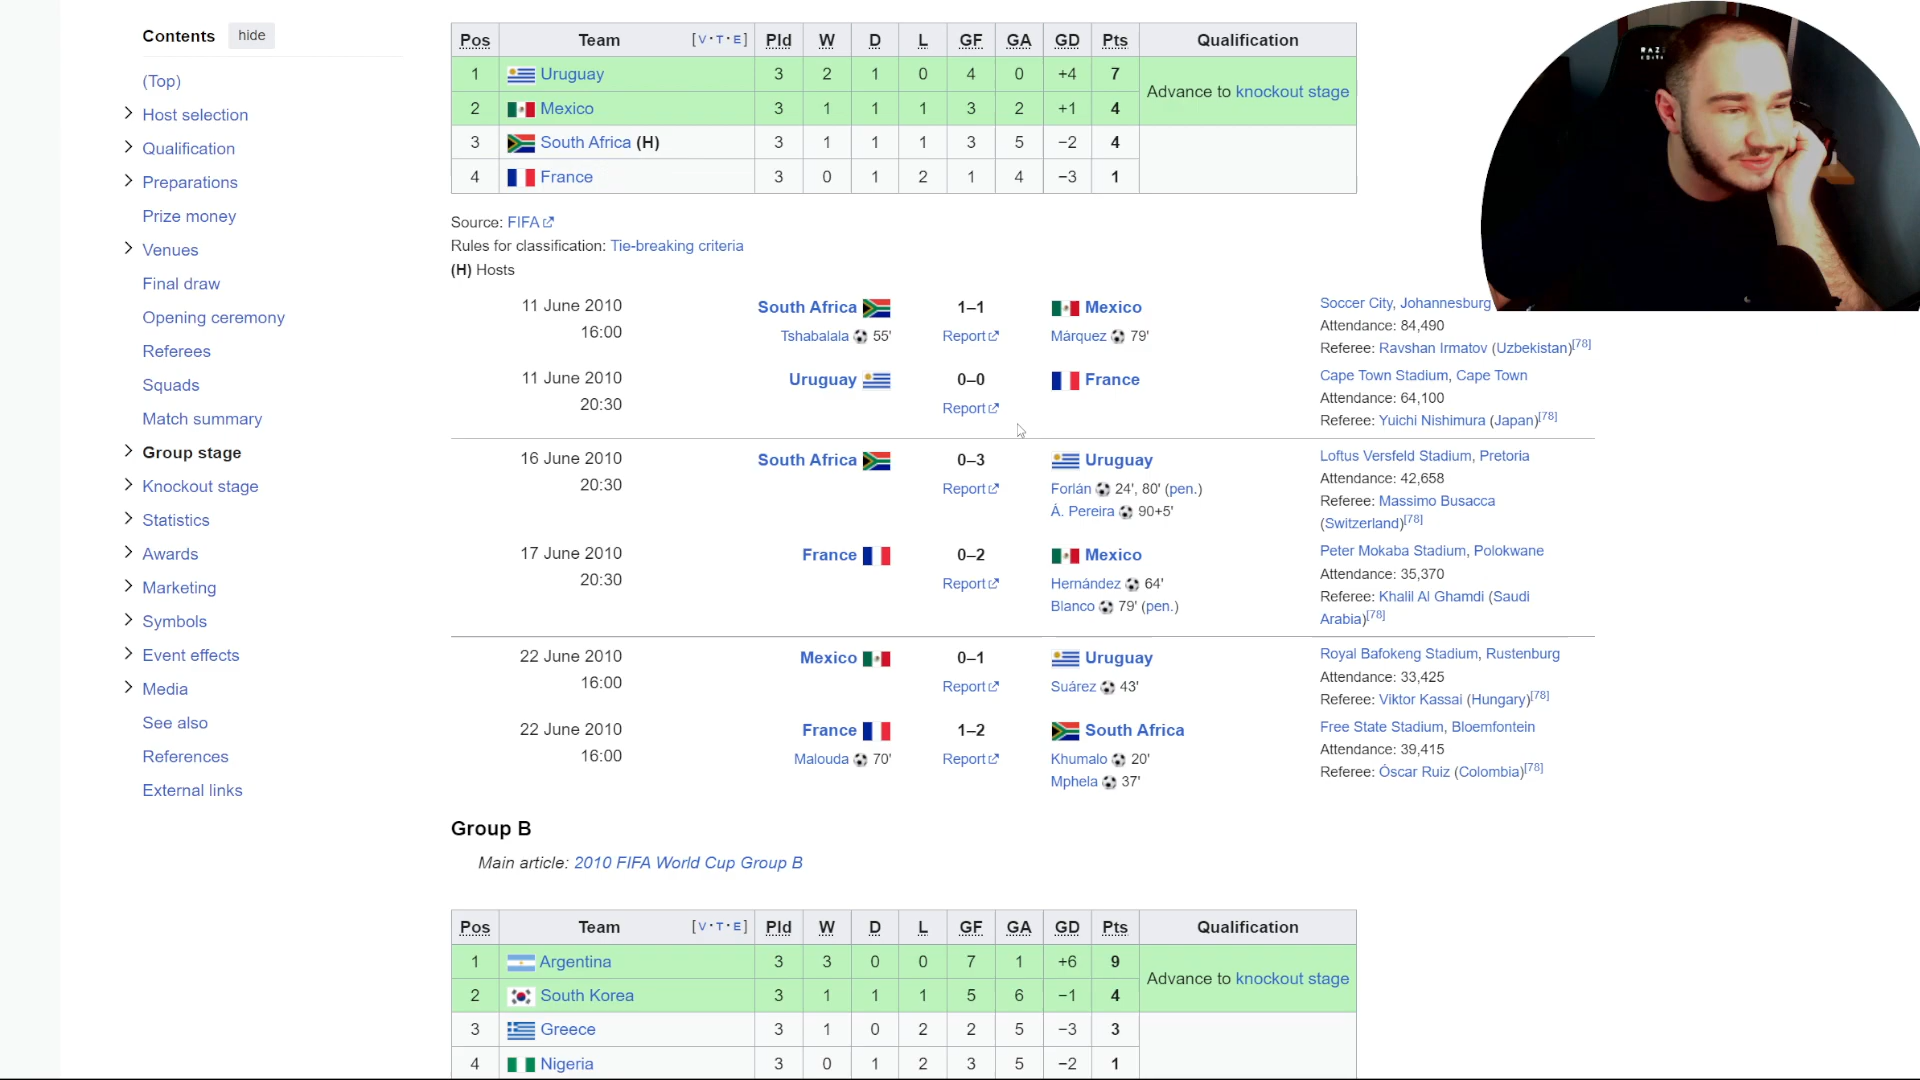 Contents hide
(Top)
Host selection
Qualification
Preparations
Prize money
Venues
Final draw
Opening ceremony
Referees
Squads
Match summary
Group stage
Knockout stage
Statistics
Awards
Marketing
Symbols
Event effects
Media
See also
References
External links
Pos Team [V·T·E] Pld W D L GF GA GD Pts Qualification
1 Uruguay 3 2 1 0 4 0 +4 7 Advance to knockout stage
2 Mexico 3 1 1 1 3 2 +1 4
3 South Africa (H) 3 1 1 1 3 5 −2 4
4 France 3 0 1 2 1 4 −3 1
Source: FIFA
Rules for classification: Tie-breaking criteria
(H) Hosts
11 June 2010 South Africa 1–1 Mexico Soccer City, Johannesburg
16:00 Tshabalala 55' Report Márquez 79' Attendance: 84,490
Referee: Ravshan Irmatov (Uzbekistan)[78]
11 June 2010 Uruguay 0–0 France Cape Town Stadium, Cape Town
20:30 Report Attendance: 64,100
Referee: Yuichi Nishimura (Japan)[78]
16 June 2010 South Africa 0–3 Uruguay Loftus Versfeld Stadium, Pretoria
20:30 Report Forlán 24', 80' (pen.) Attendance: 42,658
Á. Pereira 90+5' Referee: Massimo Busacca
(Switzerland)[78]
17 June 2010 France 0–2 Mexico Peter Mokaba Stadium, Polokwane
20:30 Report Hernández 64' Attendance: 35,370
Blanco 79' (pen.) Referee: Khalil Al Ghamdi (Saudi
Arabia)[78]
22 June 2010 Mexico 0–1 Uruguay Royal Bafokeng Stadium, Rustenburg
16:00 Report Suárez 43' Attendance: 33,425
Referee: Viktor Kassai (Hungary)[78]
22 June 2010 France 1–2 South Africa Free State Stadium, Bloemfontein
16:00 Malouda 70' Report Khumalo 20' Attendance: 39,415
Mphela 37' Referee: Óscar Ruiz (Colombia)[78]
Group B
Main article: 2010 FIFA World Cup Group B
Pos Team [V·T·E] Pld W D L GF GA GD Pts Qualification
1 Argentina 3 3 0 0 7 1 +6 9 Advance to knockout stage
2 South Korea 3 1 1 1 5 6 −1 4
3 Greece 3 1 0 2 2 5 −3 3
4 Nigeria 3 0 1 2 3 5 −2 1